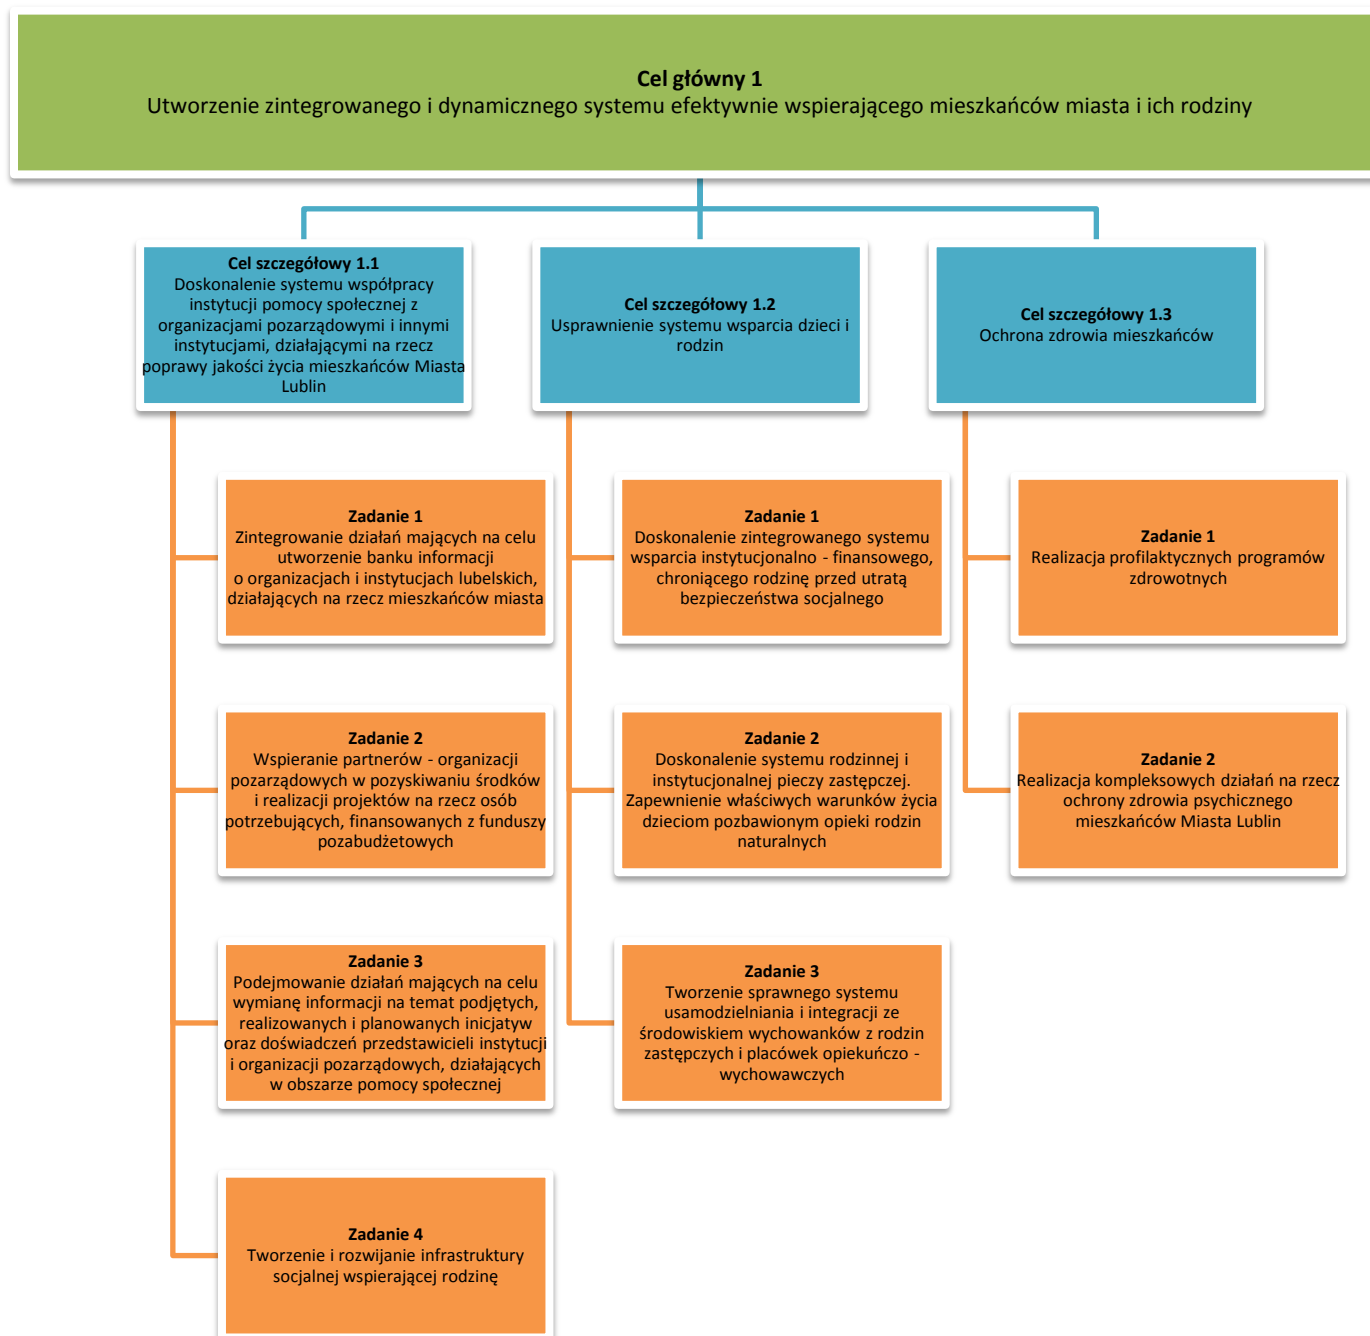 Cel główny 1
Utworzenie zintegrowanego i dynamicznego systemu efektywnie wspierającego mieszkańców miasta i ich rodziny
Cel szczegółowy 1.1
Doskonalenie systemu współpracy
instytucji pomocy społecznej z
organizacjami pozarządowymi i innymi
instytucjami, działającymi na rzecz
poprawy jakości życia mieszkańców Miasta
Lublin
Zadanie 1
Zintegrowanie działań mających na celu
utworzenie banku informacji
o organizacjach i instytucjach lubelskich,
działających na rzecz mieszkańców miasta
Zadanie 2
Wspieranie partnerów - organizacji
pozarządowych w pozyskiwaniu środków
i realizacji projektów na rzecz osób
potrzebujących, finansowanych z funduszy
pozabudżetowych
Zadanie 3
Podejmowanie działań mających na celu
wymianę informacji na temat podjętych,
realizowanych i planowanych inicjatyw
oraz doświadczeń przedstawicieli instytucji
i organizacji pozarządowych, działających
w obszarze pomocy społecznej
Zadanie 4
Tworzenie i rozwijanie infrastruktury
socjalnej wspierającej rodzinę
Cel szczegółowy 1.2
Usprawnienie systemu wsparcia dzieci i
rodzin
Zadanie 1
Doskonalenie zintegrowanego systemu
wsparcia instytucjonalno - finansowego,
chroniącego rodzinę przed utratą
bezpieczeństwa socjalnego
Zadanie 2
Doskonalenie systemu rodzinnej i
instytucjonalnej pieczy zastępczej.
Zapewnienie właściwych warunków życia
dzieciom pozbawionym opieki rodzin
naturalnych
Zadanie 3
Tworzenie sprawnego systemu
usamodzielniania i integracji ze
środowiskiem wychowanków z rodzin
zastępczych i placówek opiekuńczo -
wychowawczych
Cel szczegółowy 1.3
Ochrona zdrowia mieszkańców
Zadanie 1
Realizacja profilaktycznych programów
zdrowotnych
Zadanie 2
Realizacja kompleksowych działań na rzecz
ochrony zdrowia psychicznego
mieszkańców Miasta Lublin